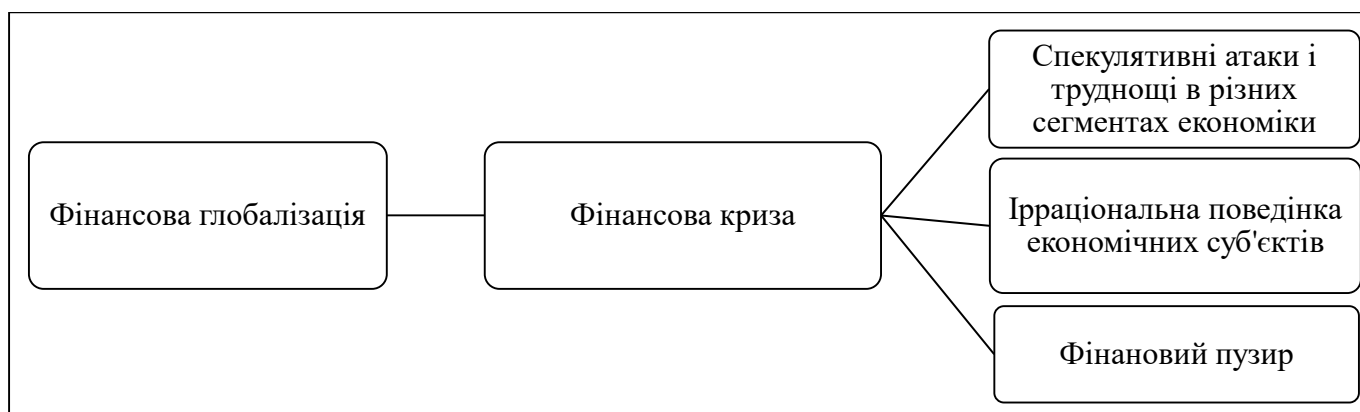 Фінансова глобалізація
Фінансова криза
Спекулятивні атаки і
труднощі в різних
сегментах економіки
Ірраціональна поведінка
економічних суб'єктів
Фінановий пузир